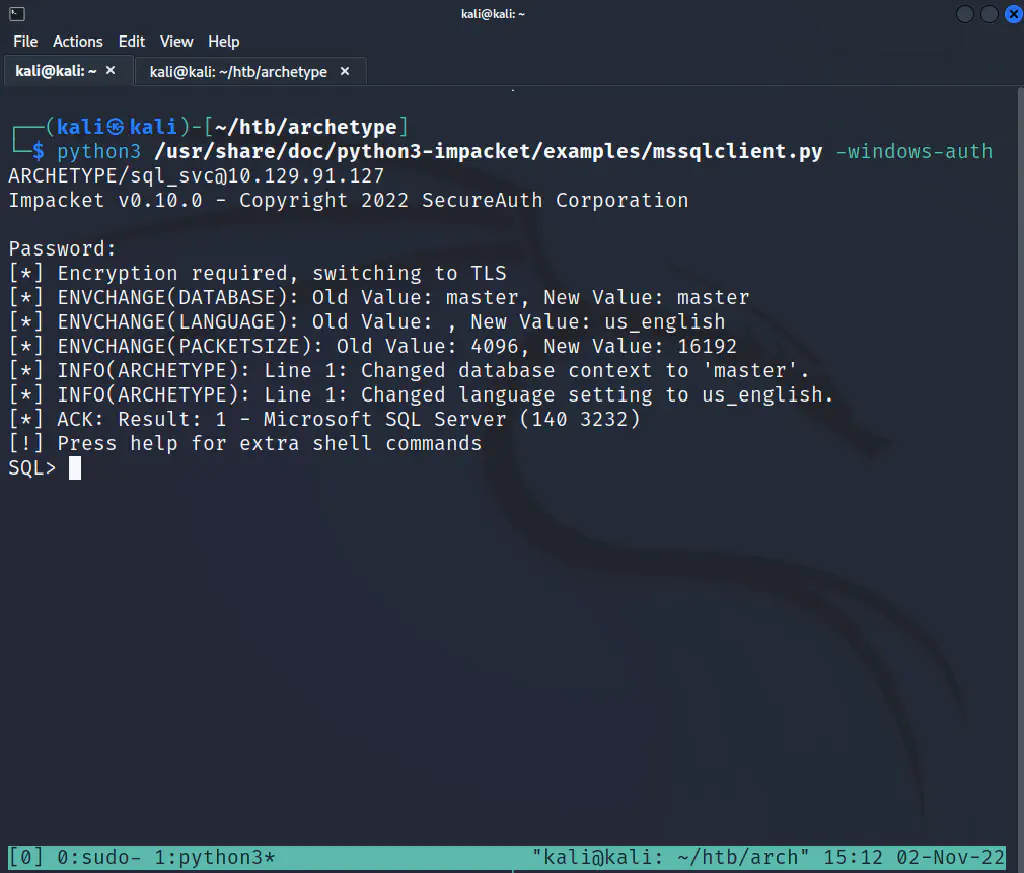 kali@kali: ~
File Actions Edit View Help
kali@kali: ~ × kali@kali: ~/htb/archetype ×
┌──(kali㉿kali)-[~/htb/archetype]
└─$ python3 /usr/share/doc/python3-impacket/examples/mssqlclient.py -windows-auth
ARCHETYPE/sql_svc@10.129.91.127
Impacket v0.10.0 - Copyright 2022 SecureAuth Corporation
Password:
[*] Encryption required, switching to TLS
[*] ENVCHANGE(DATABASE): Old Value: master, New Value: master
[*] ENVCHANGE(LANGUAGE): Old Value: , New Value: us_english
[*] ENVCHANGE(PACKETSIZE): Old Value: 4096, New Value: 16192
[*] INFO(ARCHETYPE): Line 1: Changed database context to 'master'.
[*] INFO(ARCHETYPE): Line 1: Changed language setting to us_english.
[*] ACK: Result: 1 - Microsoft SQL Server (140 3232)
[!] Press help for extra shell commands
SQL>
[0] 0:sudo- 1:python3* "kali@kali: ~/htb/arch" 15:12 02-Nov-22